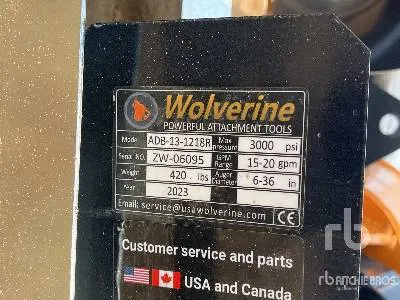 Wolverine
POWERFUL ATTACHMENT TOOLS
Model ADB-13-1218R Max pressure 3000 psi
Serial NO. ZW-06095 GPM Range 15-20 gpm
Weight 420 lbs Auger Diameter 6-36 in
Year 2023
Email: service@usawolverine.com CE
Customer service and parts
USA and Canada
rb
RITCHIE BROS.